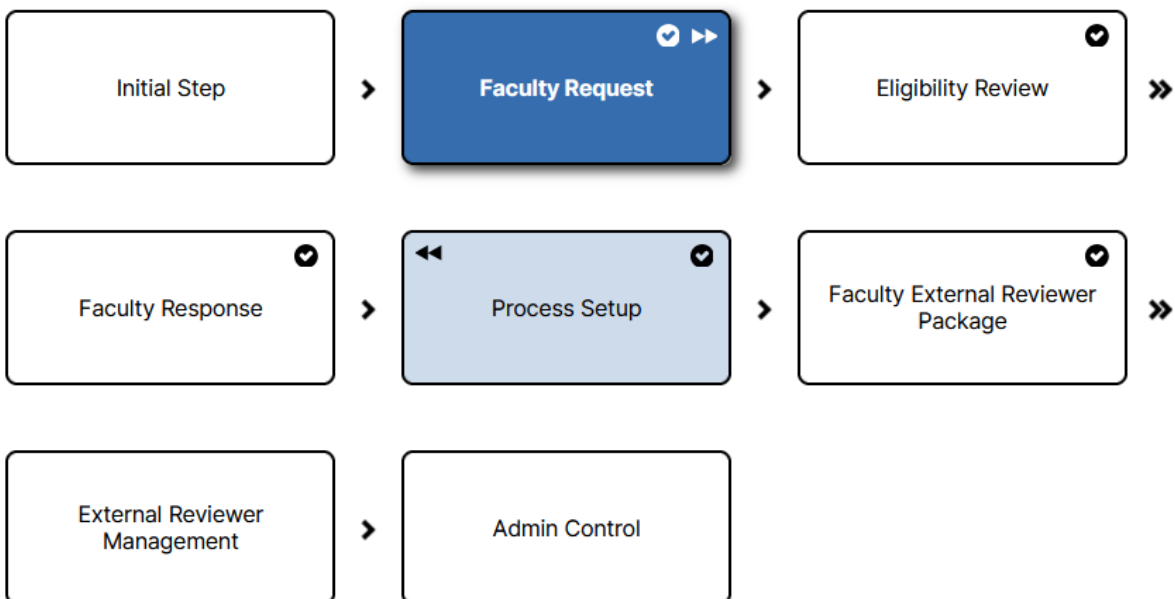 Initial Step
Faculty Request
Eligibility Review
Faculty Response
Process Setup
Faculty External Reviewer
Package
External Reviewer
Management
Admin Control